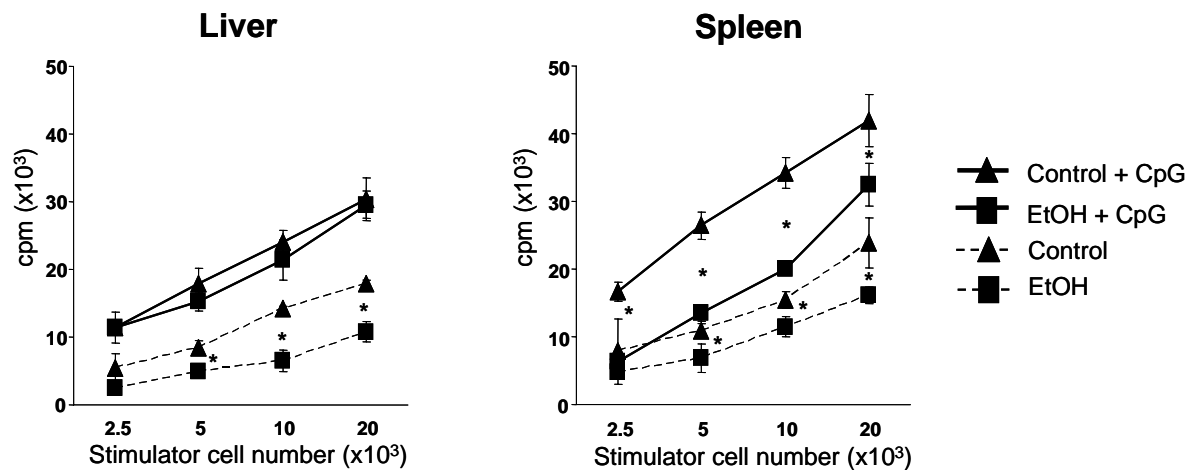 Liver
50
40
30
20
10
0
cpm (x10³)
2.5 5 10 20
Stimulator cell number (x10³)
*
*
*
Spleen
50
40
30
20
10
0
cpm (x10³)
2.5 5 10 20
Stimulator cell number (x10³)
*
*
*
*
*
*
*
Control + CpG
EtOH + CpG
Control
EtOH